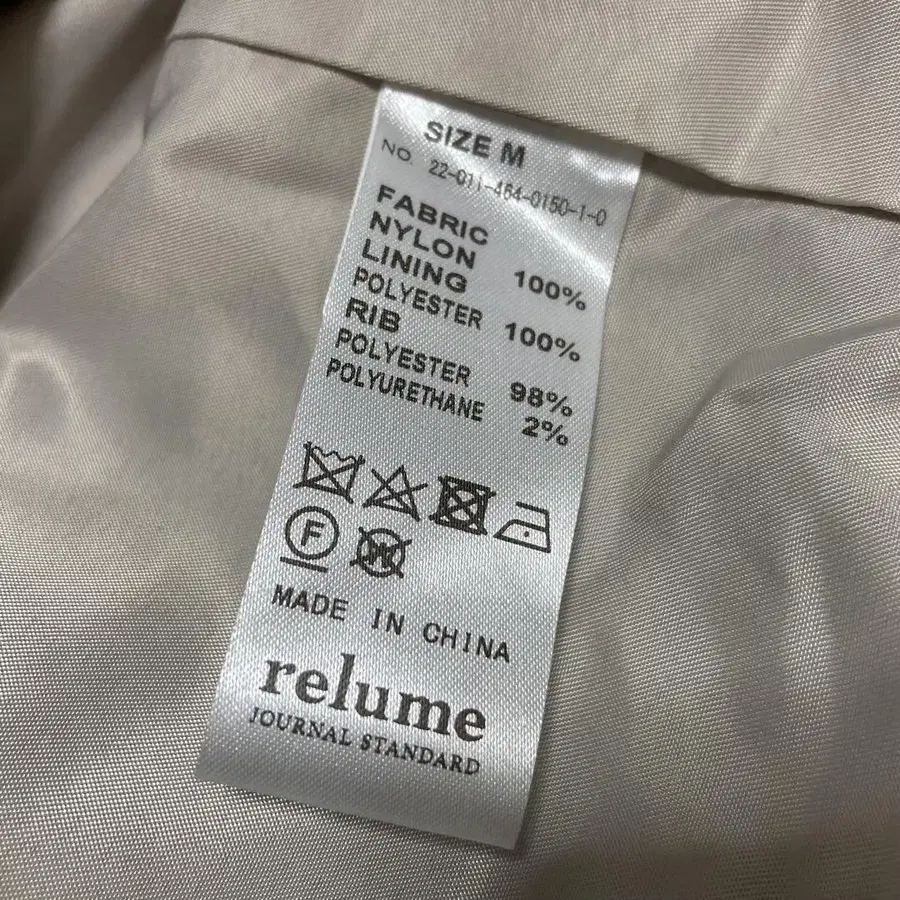 SIZE M
NO. 22-011-464-0150-1-0
FABRIC
NYLON 100%
LINING
POLYESTER 100%
RIB
POLYESTER 98%
POLYURETHANE 2%
F W
MADE IN CHINA
relume
JOURNAL STANDARD